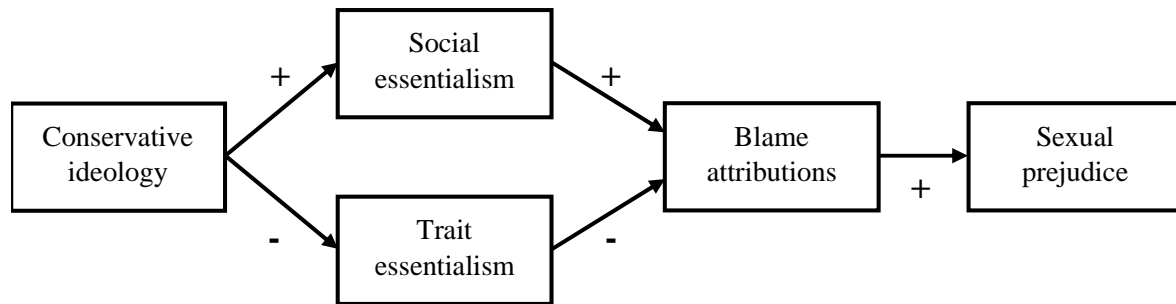 Social
essentialism
+
+
Conservative
ideology
Blame
attributions
Sexual
prejudice
+
-
-
Trait
essentialism